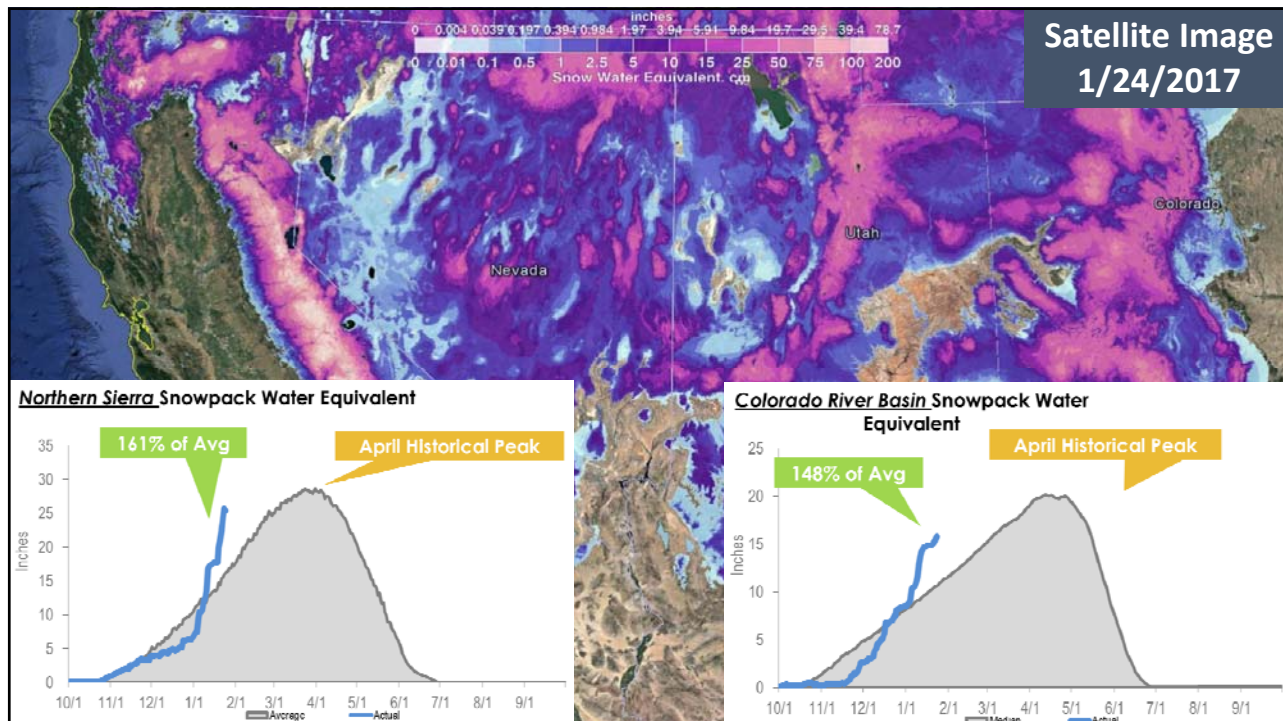 inches
0 0.004 0.039 0.197 0.394 0.984 1.97 3.94 5.91 9.84 19.7 29.5 39.4 78.7
0 0.01 0.1 0.5 1 2.5 5 10 15 25 50 75 100 200
Snow Water Equivalent, cm
Satellite Image
1/24/2017
Colorado
Utah
Nevada
Northern Sierra Snowpack Water Equivalent
161% of Avg
April Historical Peak
35
30
25
20
15
10
5
0
Inches
10/1 11/1 12/1 1/1 2/1 3/1 4/1 5/1 6/1 7/1 8/1 9/1
Average Actual
Colorado River Basin Snowpack Water
Equivalent
148% of Avg
April Historical Peak
25
20
15
10
5
0
Inches
10/1 11/1 12/1 1/1 2/1 3/1 4/1 5/1 6/1 7/1 8/1 9/1
Median Actual